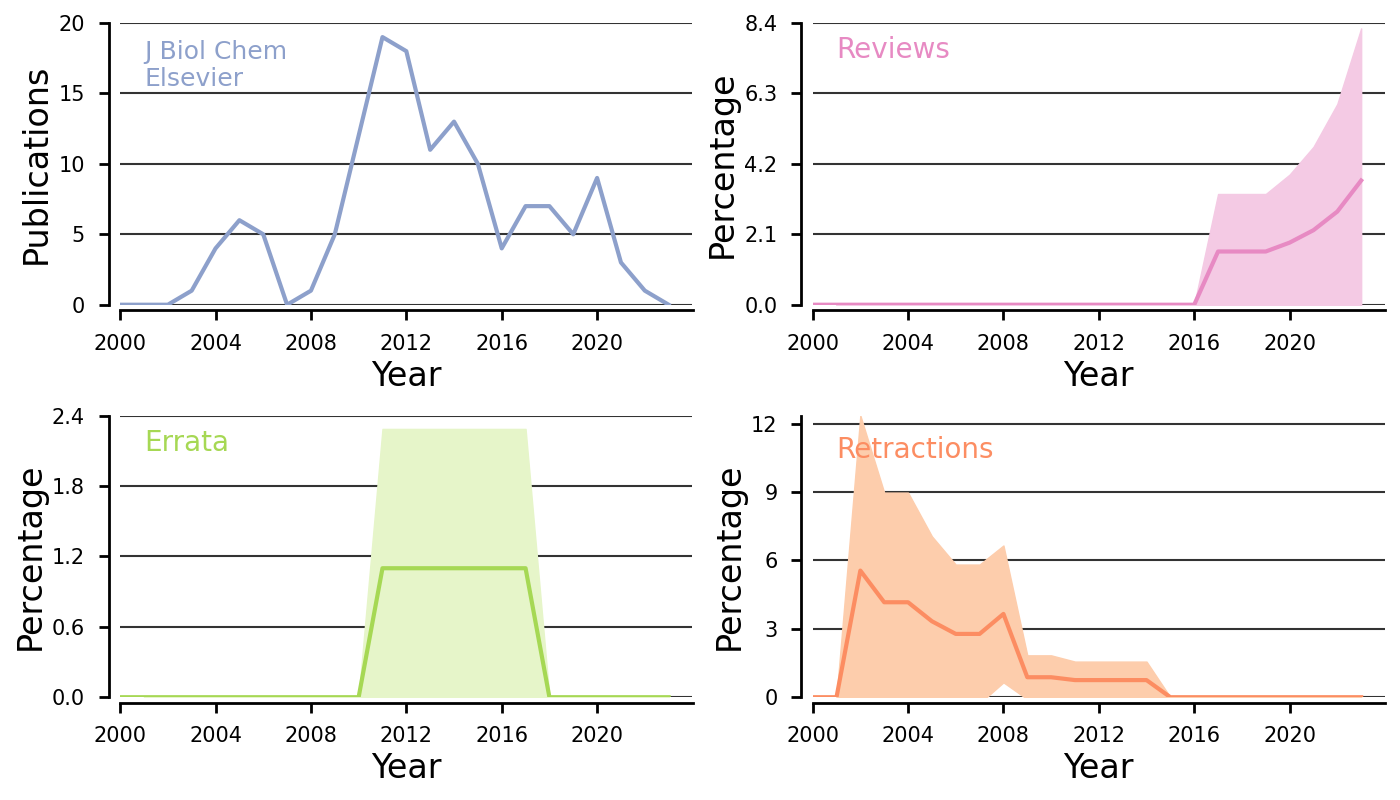 Publications
20
15
10
5
0
J Biol Chem
Elsevier
2000 2004 2008 2012 2016 2020
Year
Percentage
8.4
6.3
4.2
2.1
0.0
Reviews
2000 2004 2008 2012 2016 2020
Year
Percentage
2.4
1.8
1.2
0.6
0.0
Errata
2000 2004 2008 2012 2016 2020
Year
Percentage
12
9
6
3
0
Retractions
2000 2004 2008 2012 2016 2020
Year